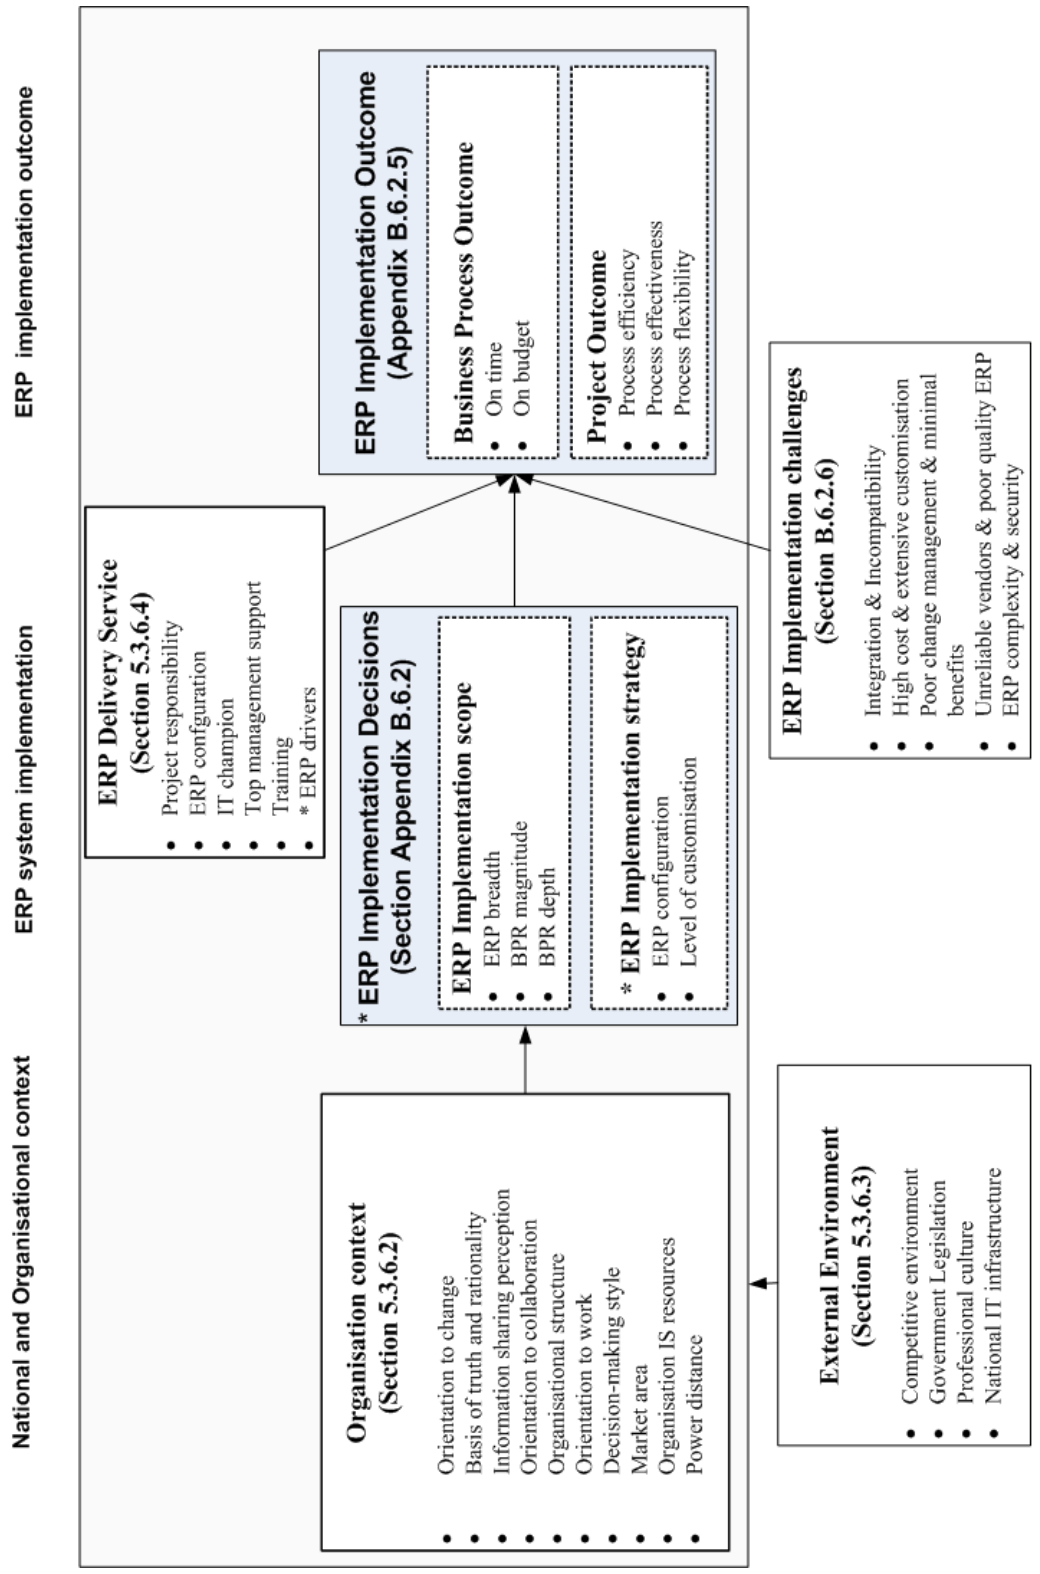 National and Organisational context
ERP system implementation
ERP implementation outcome
Organisation context
(Section 5.3.6.2)
• Orientation to change
• Basis of truth and rationality
• Information sharing perception
• Orientation to collaboration
• Organisational structure
• Orientation to work
• Decision-making style
• Market area
• Organisation IS resources
• Power distance
External Environment
(Section 5.3.6.3)
• Competitive environment
• Government Legislation
• Professional culture
• National IT infrastructure
ERP Delivery Service
(Section 5.3.6.4)
• Project responsibility
• ERP confguration
• IT champion
• Top management support
• Training
• * ERP drivers
* ERP Implementation Decisions
(Section Appendix B.6.2)
ERP Implementation scope
• ERP breadth
• BPR magnitude
• BPR depth
* ERP Implementation strategy
• ERP configuration
• Level of customisation
ERP Implementation challenges
(Section B.6.2.6)
• Integration & Incompatibility
• High cost & extensive customisation
• Poor change management & minimal
benefits
• Unreliable vendors & poor quality ERP
• ERP complexity & security
ERP Implementation Outcome
(Appendix B.6.2.5)
Business Process Outcome
• On time
• On budget
Project Outcome
• Process efficiency
• Process effectiveness
• Process flexibility